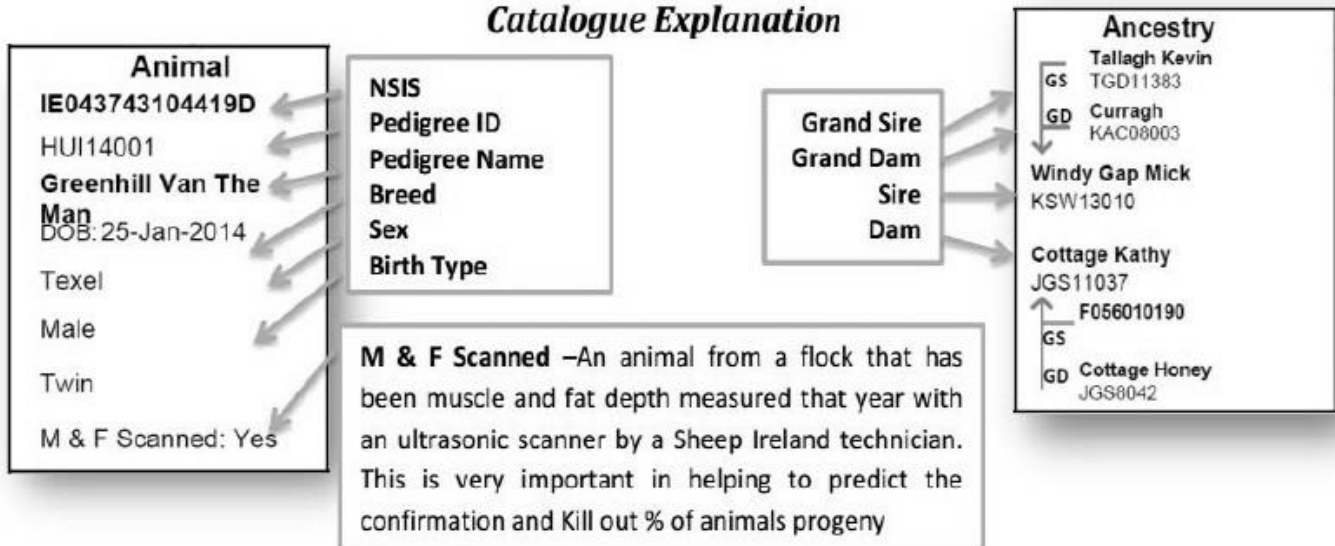 Catalogue Explanation
Animal
IE043743104419D
HUI14001
Greenhill Van The
Man
DOB: 25-Jan-2014
Texel
Male
Twin
M & F Scanned: Yes
NSIS
Pedigree ID
Pedigree Name
Breed
Sex
Birth Type
Grand Sire
Grand Dam
Sire
Dam
Ancestry
Tallagh Kevin
GS TGD11383
GD Curragh
KAC08003
Windy Gap Mick
KSW13010
Cottage Kathy
JGS11037
F056010190
GS
GD Cottage Honey
JGS8042
M & F Scanned –An animal from a flock that has
been muscle and fat depth measured that year with
an ultrasonic scanner by a Sheep Ireland technician.
This is very important in helping to predict the
confirmation and Kill out % of animals progeny